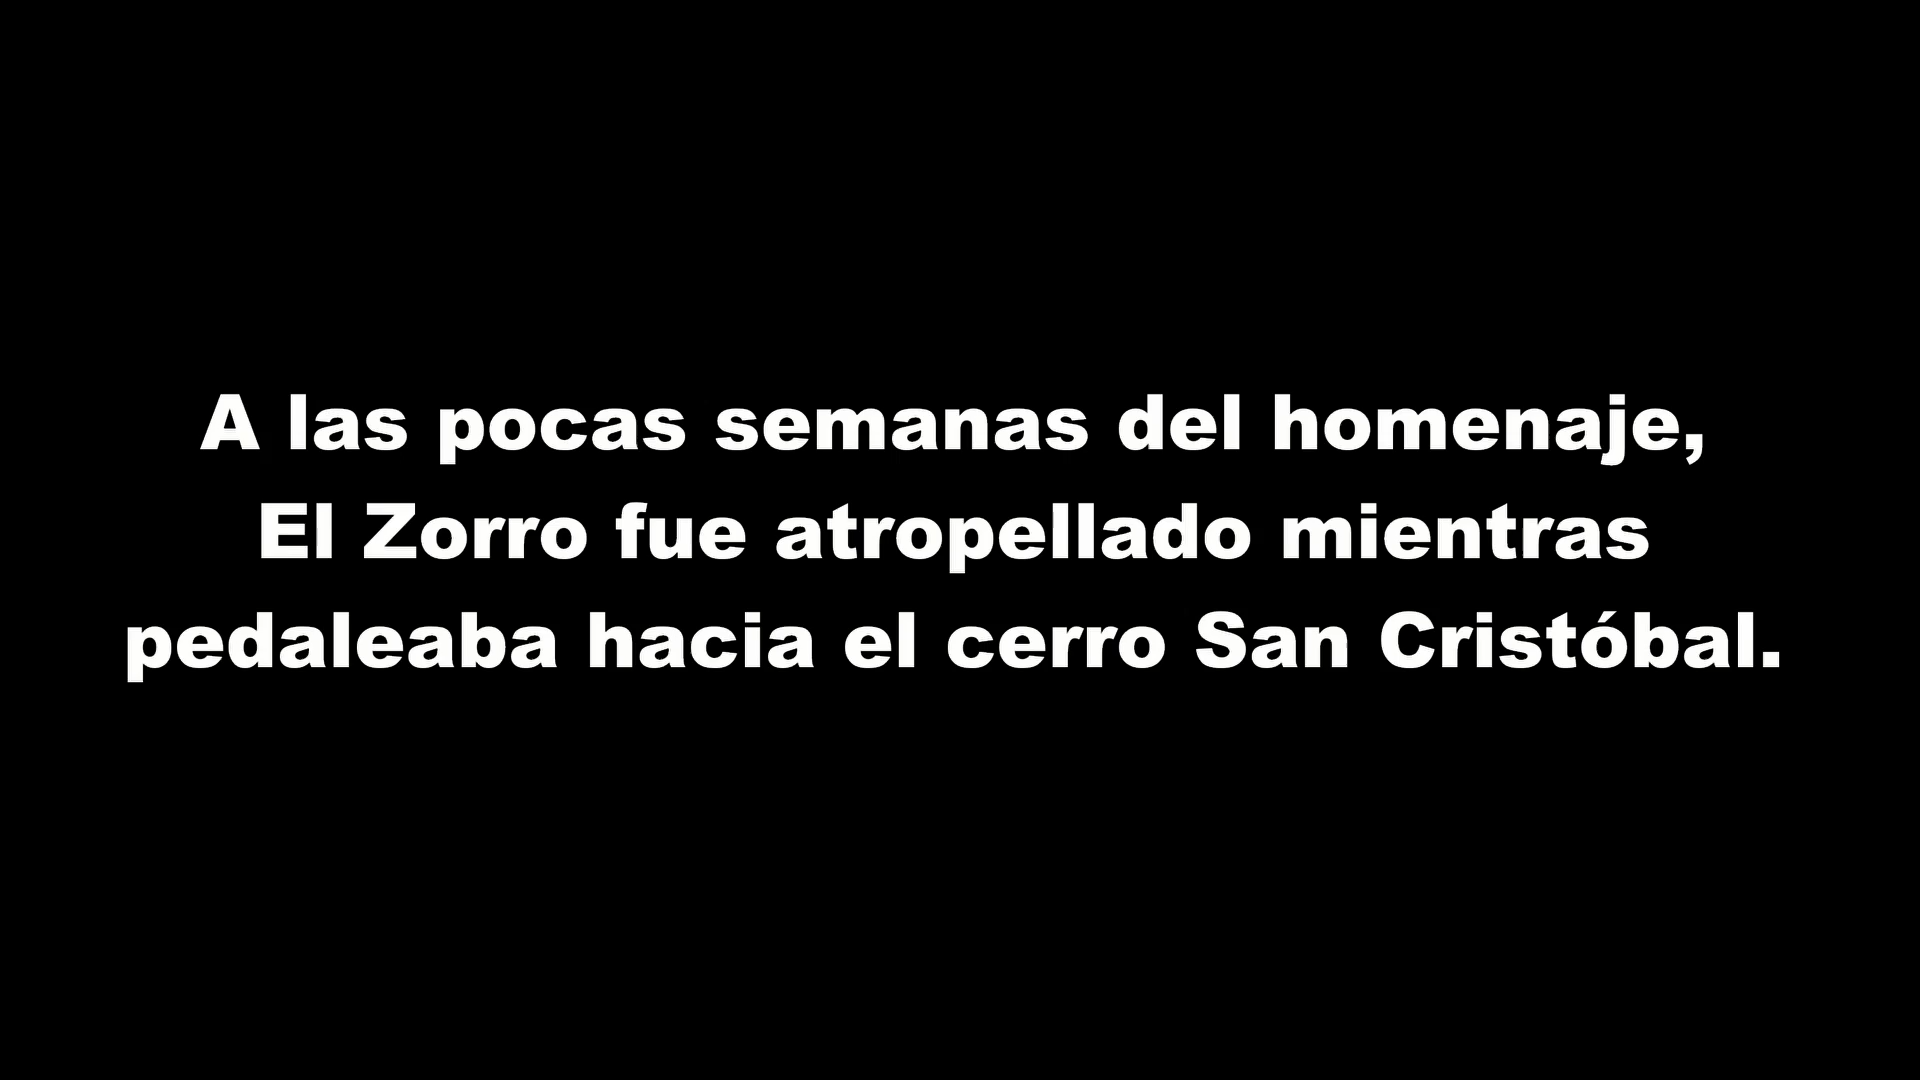 A las pocas semanas del homenaje,
El Zorro fue atropellado mientras
pedaleaba hacia el cerro San Cristóbal.